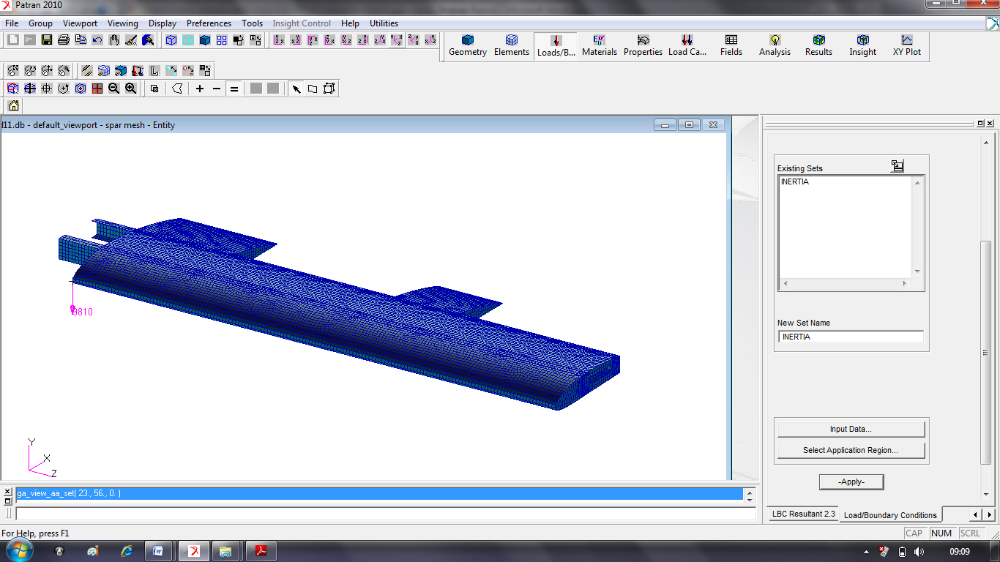 Patran 2010
File Group Viewport Viewing Display Preferences Tools Insight Control Help Utilities
Geometry Elements Loads/B... Materials Properties Load Ca... Fields Analysis Results Insight XY Plot
d11.db - default_viewport - spar mesh - Entity
Existing Sets
INERTIA
9810
New Set Name
INERTIA
Input Data...
Select Application Region...
Y
X
Z
-Apply-
ga_view_aa_set( 23., 56., 0. )
LBC Resultant 2.3 Load/Boundary Conditions
For Help, press F1
CAP NUM SCRL
09:09